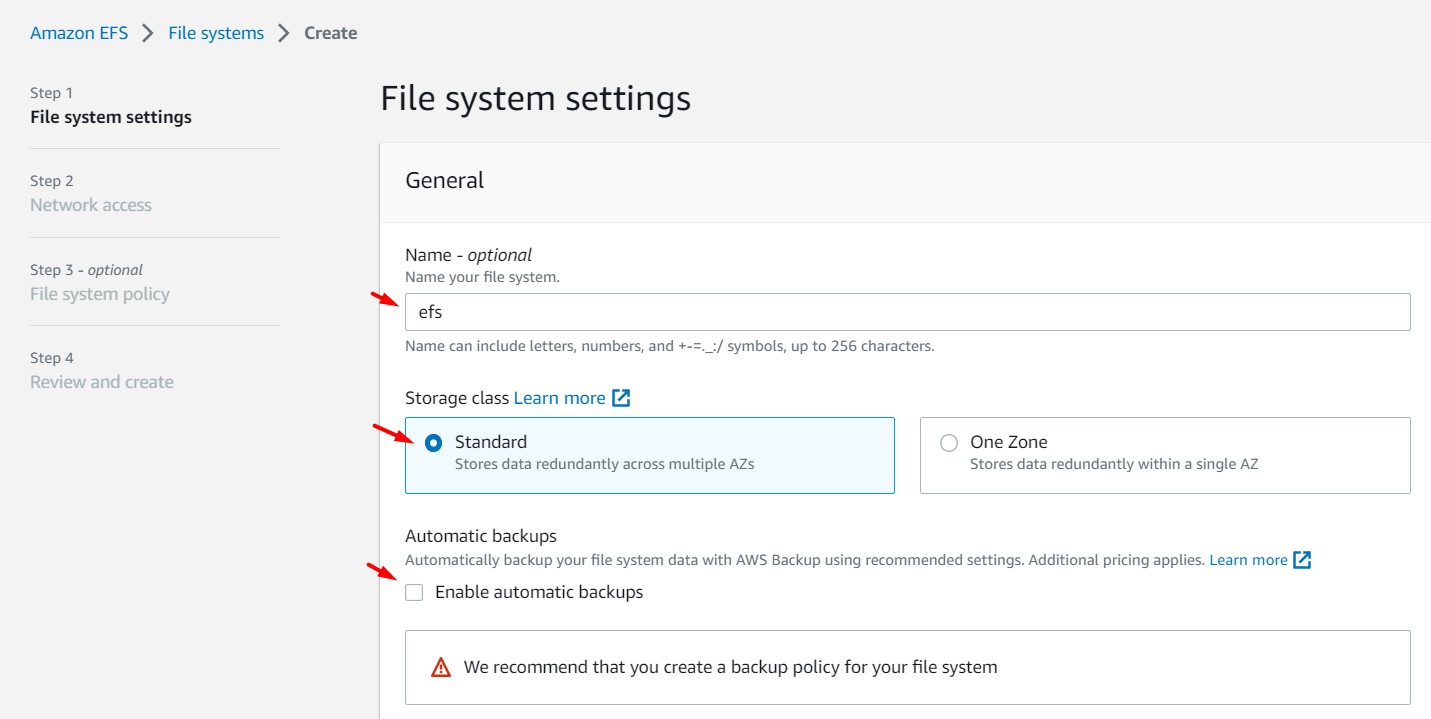 Amazon EFS > File systems > Create
Step 1
File system settings
Step 2
Network access
Step 3 - optional
File system policy
Step 4
Review and create
File system settings
General
Name - optional
Name your file system.
efs
Name can include letters, numbers, and +-=._:/ symbols, up to 256 characters.
Storage class Learn more
Standard
Stores data redundantly across multiple AZs
One Zone
Stores data redundantly within a single AZ
Automatic backups
Automatically backup your file system data with AWS Backup using recommended settings. Additional pricing applies. Learn more
Enable automatic backups
We recommend that you create a backup policy for your file system